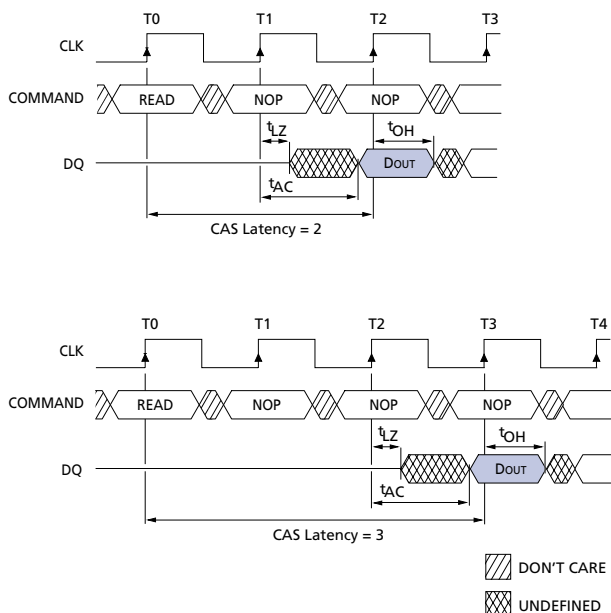 T0 T1 T2 T3
CLK
COMMAND READ NOP NOP
tLZ tOH
DQ DOUT
tAC
CAS Latency = 2
T0 T1 T2 T3 T4
CLK
COMMAND READ NOP NOP NOP
tLZ tOH
DQ DOUT
tAC
CAS Latency = 3
DON'T CARE
UNDEFINED